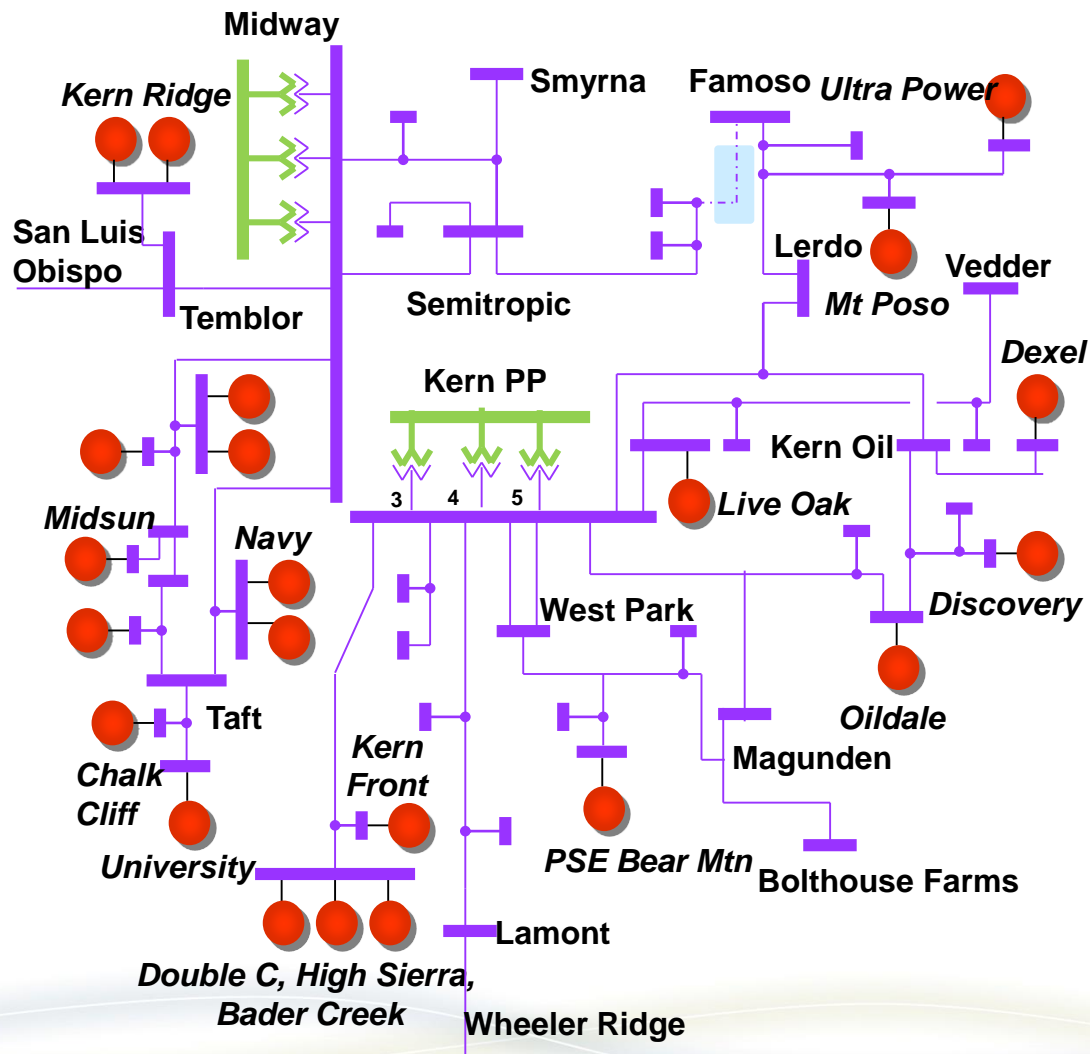 Midway
Smyrna
Famoso
Ultra Power
Kern Ridge
San Luis
Obispo
Temblor
Semitropic
Lerdo
Mt Poso
Vedder
Dexel
Kern PP
3
4
5
Kern Oil
Live Oak
Midsun
Navy
West Park
Discovery
Oildale
Taft
Magunden
Chalk
Cliff
Kern
Front
University
PSE Bear Mtn
Bolthouse Farms
Lamont
Double C, High Sierra,
Bader Creek
Wheeler Ridge